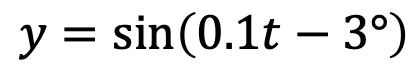 y = sin(0.1t − 3°)